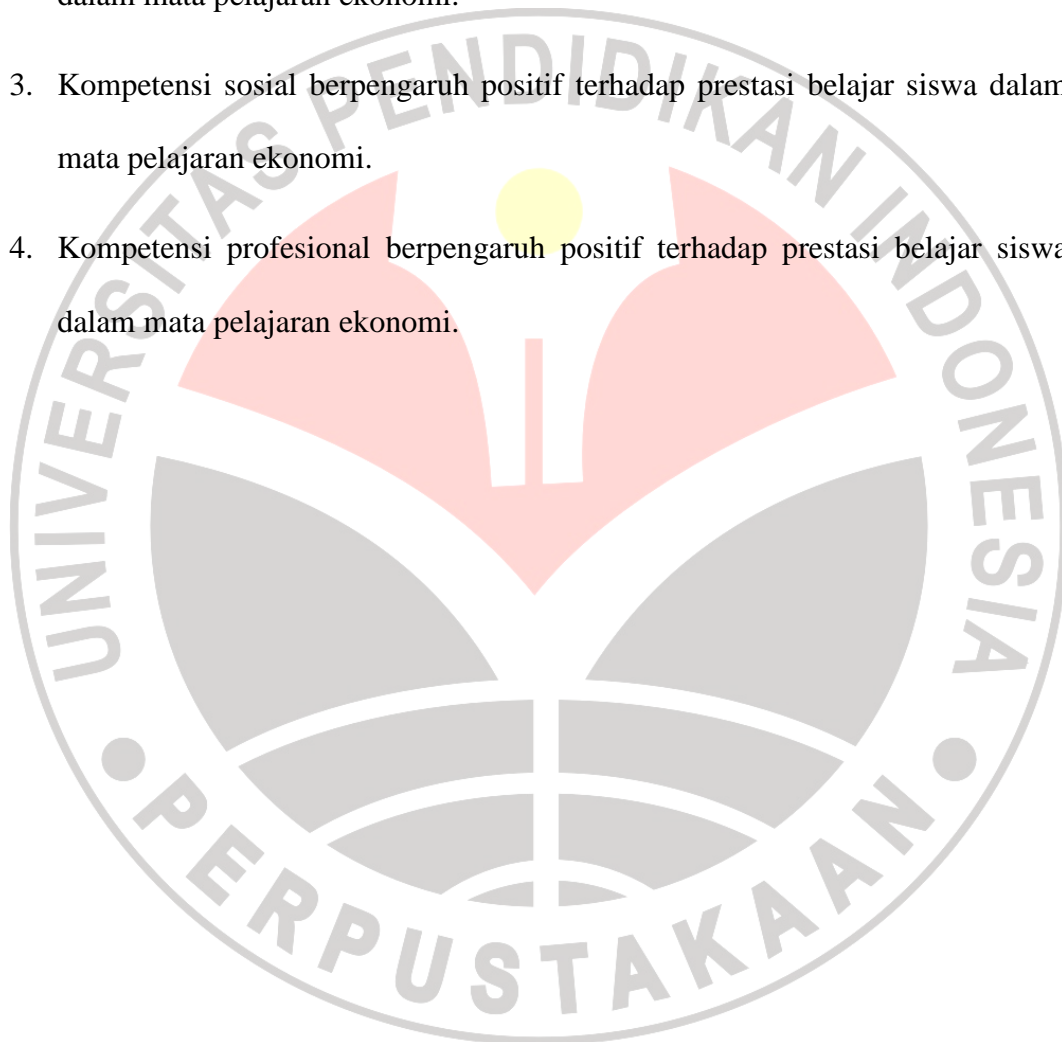 dalam mata pelajaran ekonomi.
3. Kompetensi sosial berpengaruh positif terhadap prestasi belajar siswa dalam
mata pelajaran ekonomi.
4. Kompetensi profesional berpengaruh positif terhadap prestasi belajar siswa
dalam mata pelajaran ekonomi.
UNIVERSITAS PENDIDIKAN INDONESIA
PERPUSTAKAAN